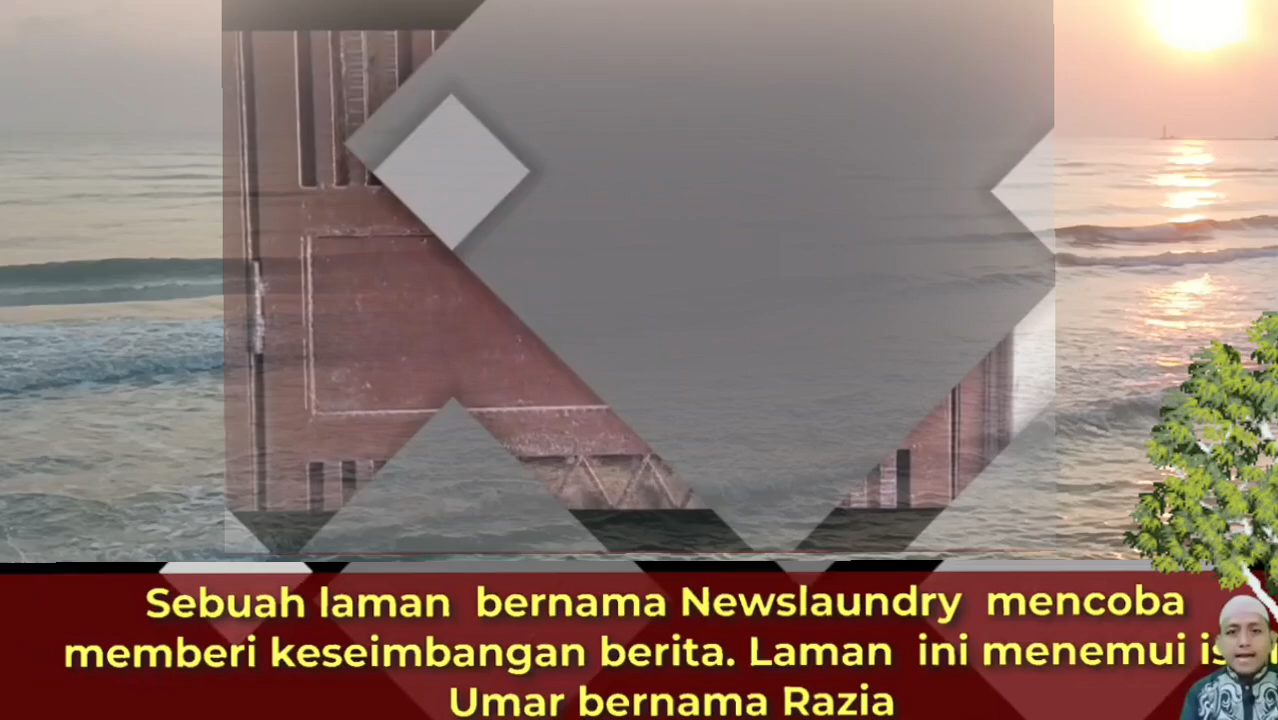 Sebuah laman bernama Newslaundry mencoba
memberi keseimbangan berita. Laman ini menemui
Umar bernama Razia